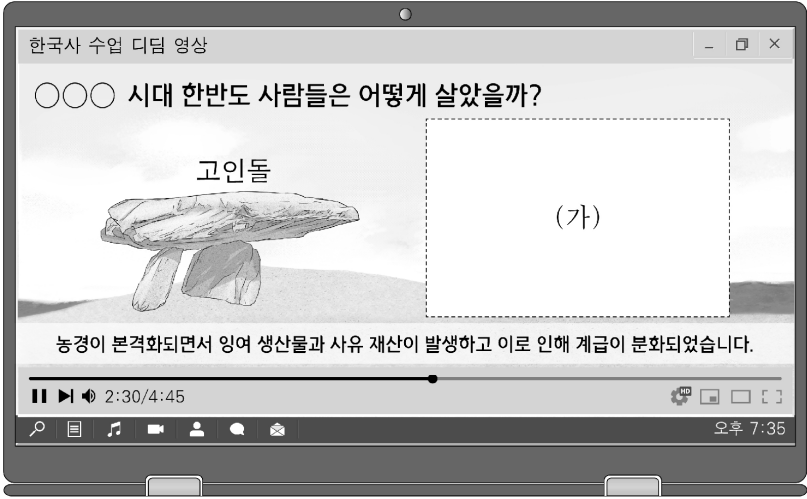 한국사 수업 디딤 영상
○○○ 시대 한반도 사람들은 어떻게 살았을까?
고인돌
(가)
농경이 본격화되면서 잉여 생산물과 사유 재산이 발생하고 이로 인해 계급이 분화되었습니다.
2:30/4:45
HD
오후 7:35